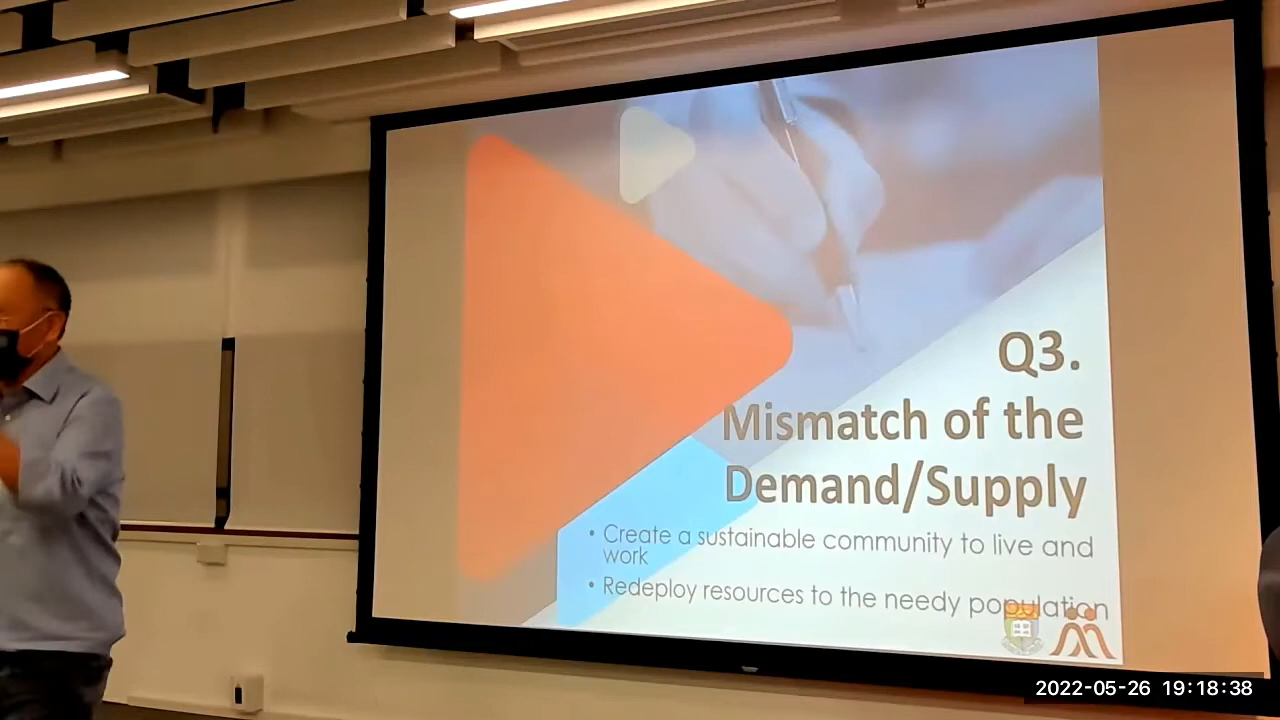 Q3.
Mismatch of the
Demand/Supply
• Create a sustainable community to live and
work
• Redeploy resources to the needy population
2022-05-26 19:18:38